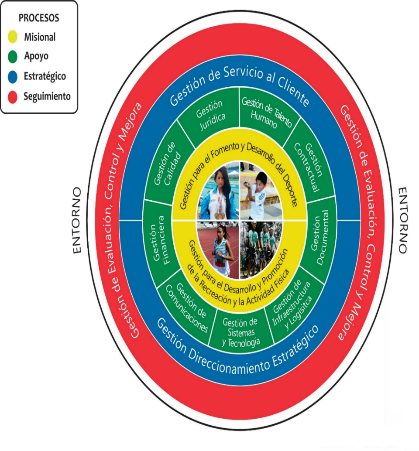 PROCESOS
Misional
Apoyo
Estratégico
Seguimiento
ENTORNO
ENTORNO
Gestión de Evaluación, Control y Mejora
Gestión de Evaluación, Control y Mejora
Gestión de Servicio al Cliente
Gestión Direccionamiento Estratégico
Gestión
Jurídica
Gestión de Talento
Humano
Gestión
Contractual
Gestión
Documental
Gestión de
Infraestructura
y Logística
Gestión de
Sistemas
y Tecnología
Gestión de
Comunicaciones
Gestión
Financiera
Gestión de
Calidad
Gestión para el Fomento y Desarrollo del Deporte
Gestión para el Desarrollo y Promoción
de la Recreación y la Actividad Física